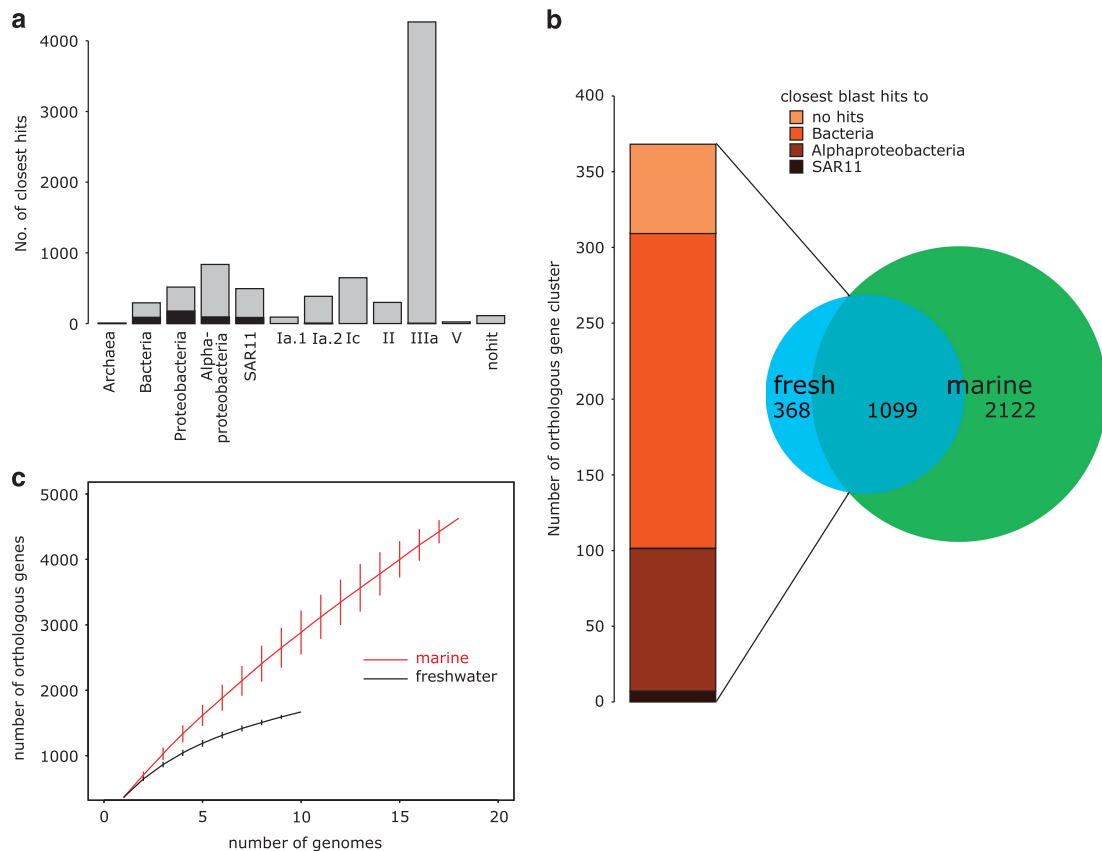 a
No. of closest hits
4000
3000
2000
1000
0
Archaea
Bacteria
Proteobacteria
Alpha-
proteobacteria
SAR11
Ia.1
Ia.2
Ic
II
IIIa
V
nohit
b
Number of orthologous gene cluster
400
350
300
250
200
150
100
50
0
closest blast hits to
no hits
Bacteria
Alphaproteobacteria
SAR11
fresh
368
1099
marine
2122
c
number of orthologous genes
5000
4000
3000
2000
1000
marine
freshwater
0
5
10
15
20
number of genomes